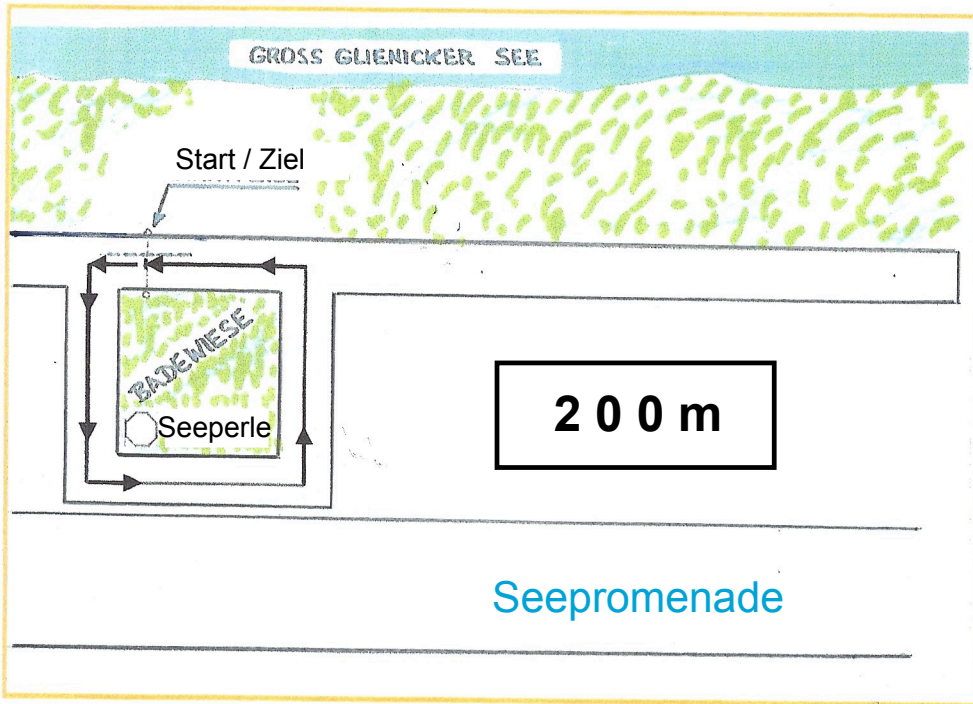 GROSS GLIENICKER SEE
Start / Ziel
BADEWIESE
Seeperle
2 0 0 m
Seepromenade